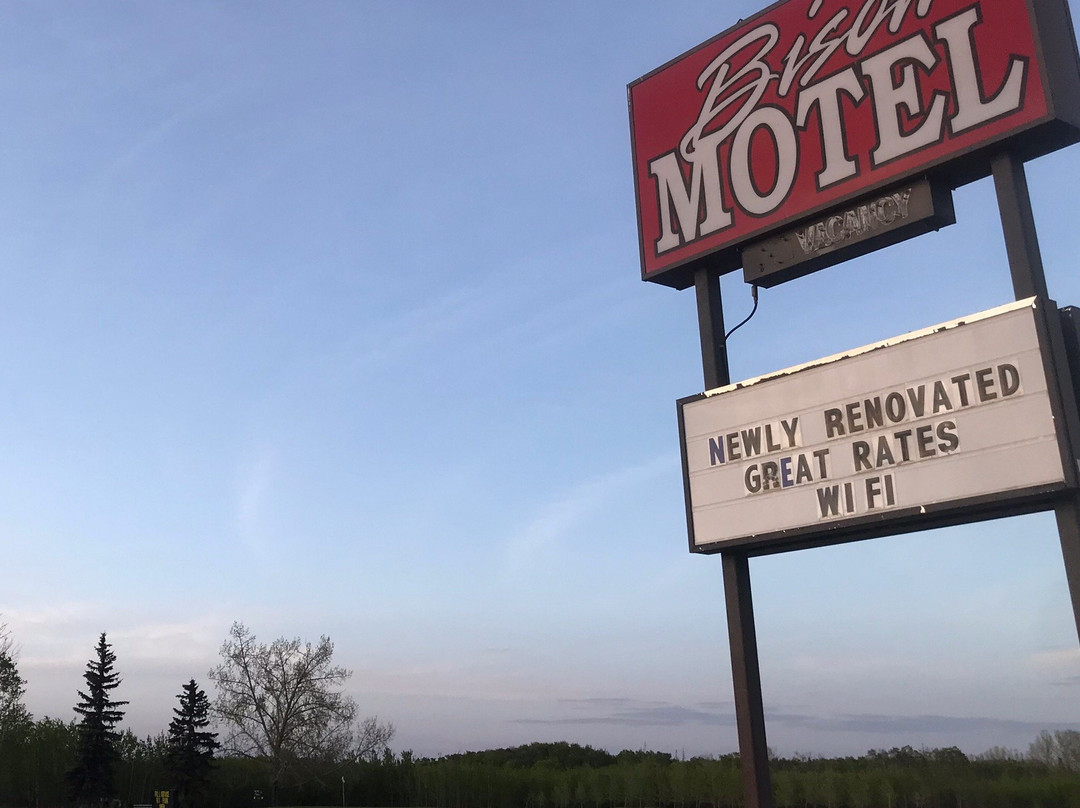 Bison
MOTEL
VACANCY
NEWLY RENOVATED
GREAT RATES
WI FI